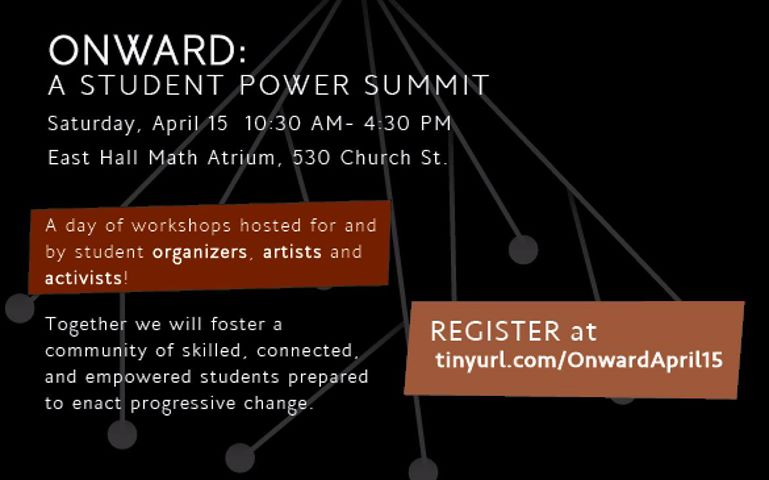 ONWARD:
A STUDENT POWER SUMMIT
Saturday, April 15 10:30 AM- 4:30 PM
East Hall Math Atrium, 530 Church St.
A day of workshops hosted for and
by student organizers, artists and
activists!
Together we will foster a
community of skilled, connected,
and empowered students prepared
to enact progressive change.
REGISTER at
tinyurl.com/OnwardApril15